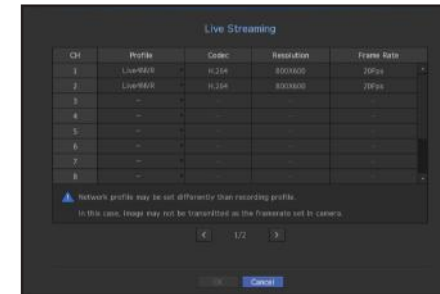 Live Streaming
CH Profile Codec Resolution Frame Rate
1 Live4NVR H.264 800X600 20Fps
2 Live4NVR H.264 800X600 20Fps
3 - - - -
4 - - - -
5 - - - -
6 - - - -
7 - - - -
8 - - - -
Network profile may be set differently than recording profile.
In this case, image may not be transmitted as the framerate set in camera.
< 1/2 >
OK Cancel